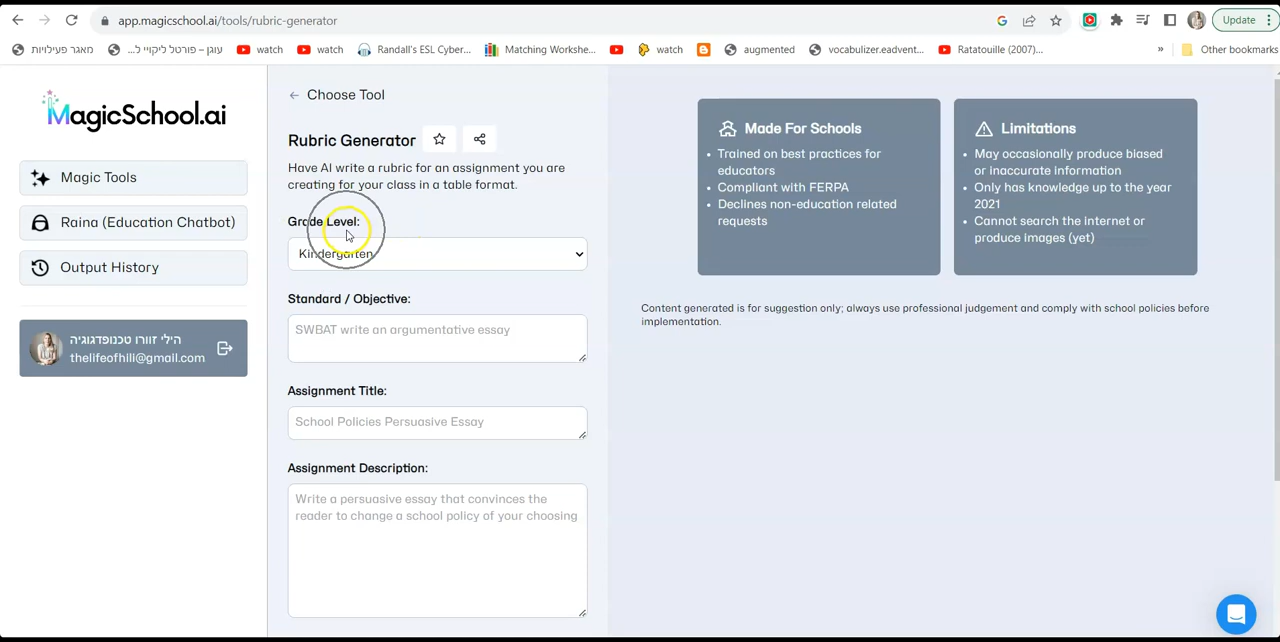 app.magicschool.ai/tools/rubric-generator
Update
מאגר פעילויות
עוגן – פורטל ליקויי ל...
watch
watch
Randall's ESL Cyber...
Matching Workshe...
watch
augmented
vocabulizer.eadvent...
Ratatouille (2007)...
»
Other bookmarks
MagicSchool.ai
Magic Tools
Raina (Education Chatbot)
Output History
הילי זוורו טכנופדגוגיה
thelifeofhili@gmail.com
← Choose Tool
Rubric Generator
Have AI write a rubric for an assignment you are
creating for your class in a table format.
Grade Level:
Kindergarten
Standard / Objective:
SWBAT write an argumentative essay
Assignment Title:
School Policies Persuasive Essay
Assignment Description:
Write a persuasive essay that convinces the
reader to change a school policy of your choosing
Made For Schools
• Trained on best practices for
educators
• Compliant with FERPA
• Declines non-education related
requests
Limitations
• May occasionally produce biased
or inaccurate information
• Only has knowledge up to the year
2021
• Cannot search the internet or
produce images (yet)
Content generated is for suggestion only; always use professional judgement and comply with school policies before
implementation.